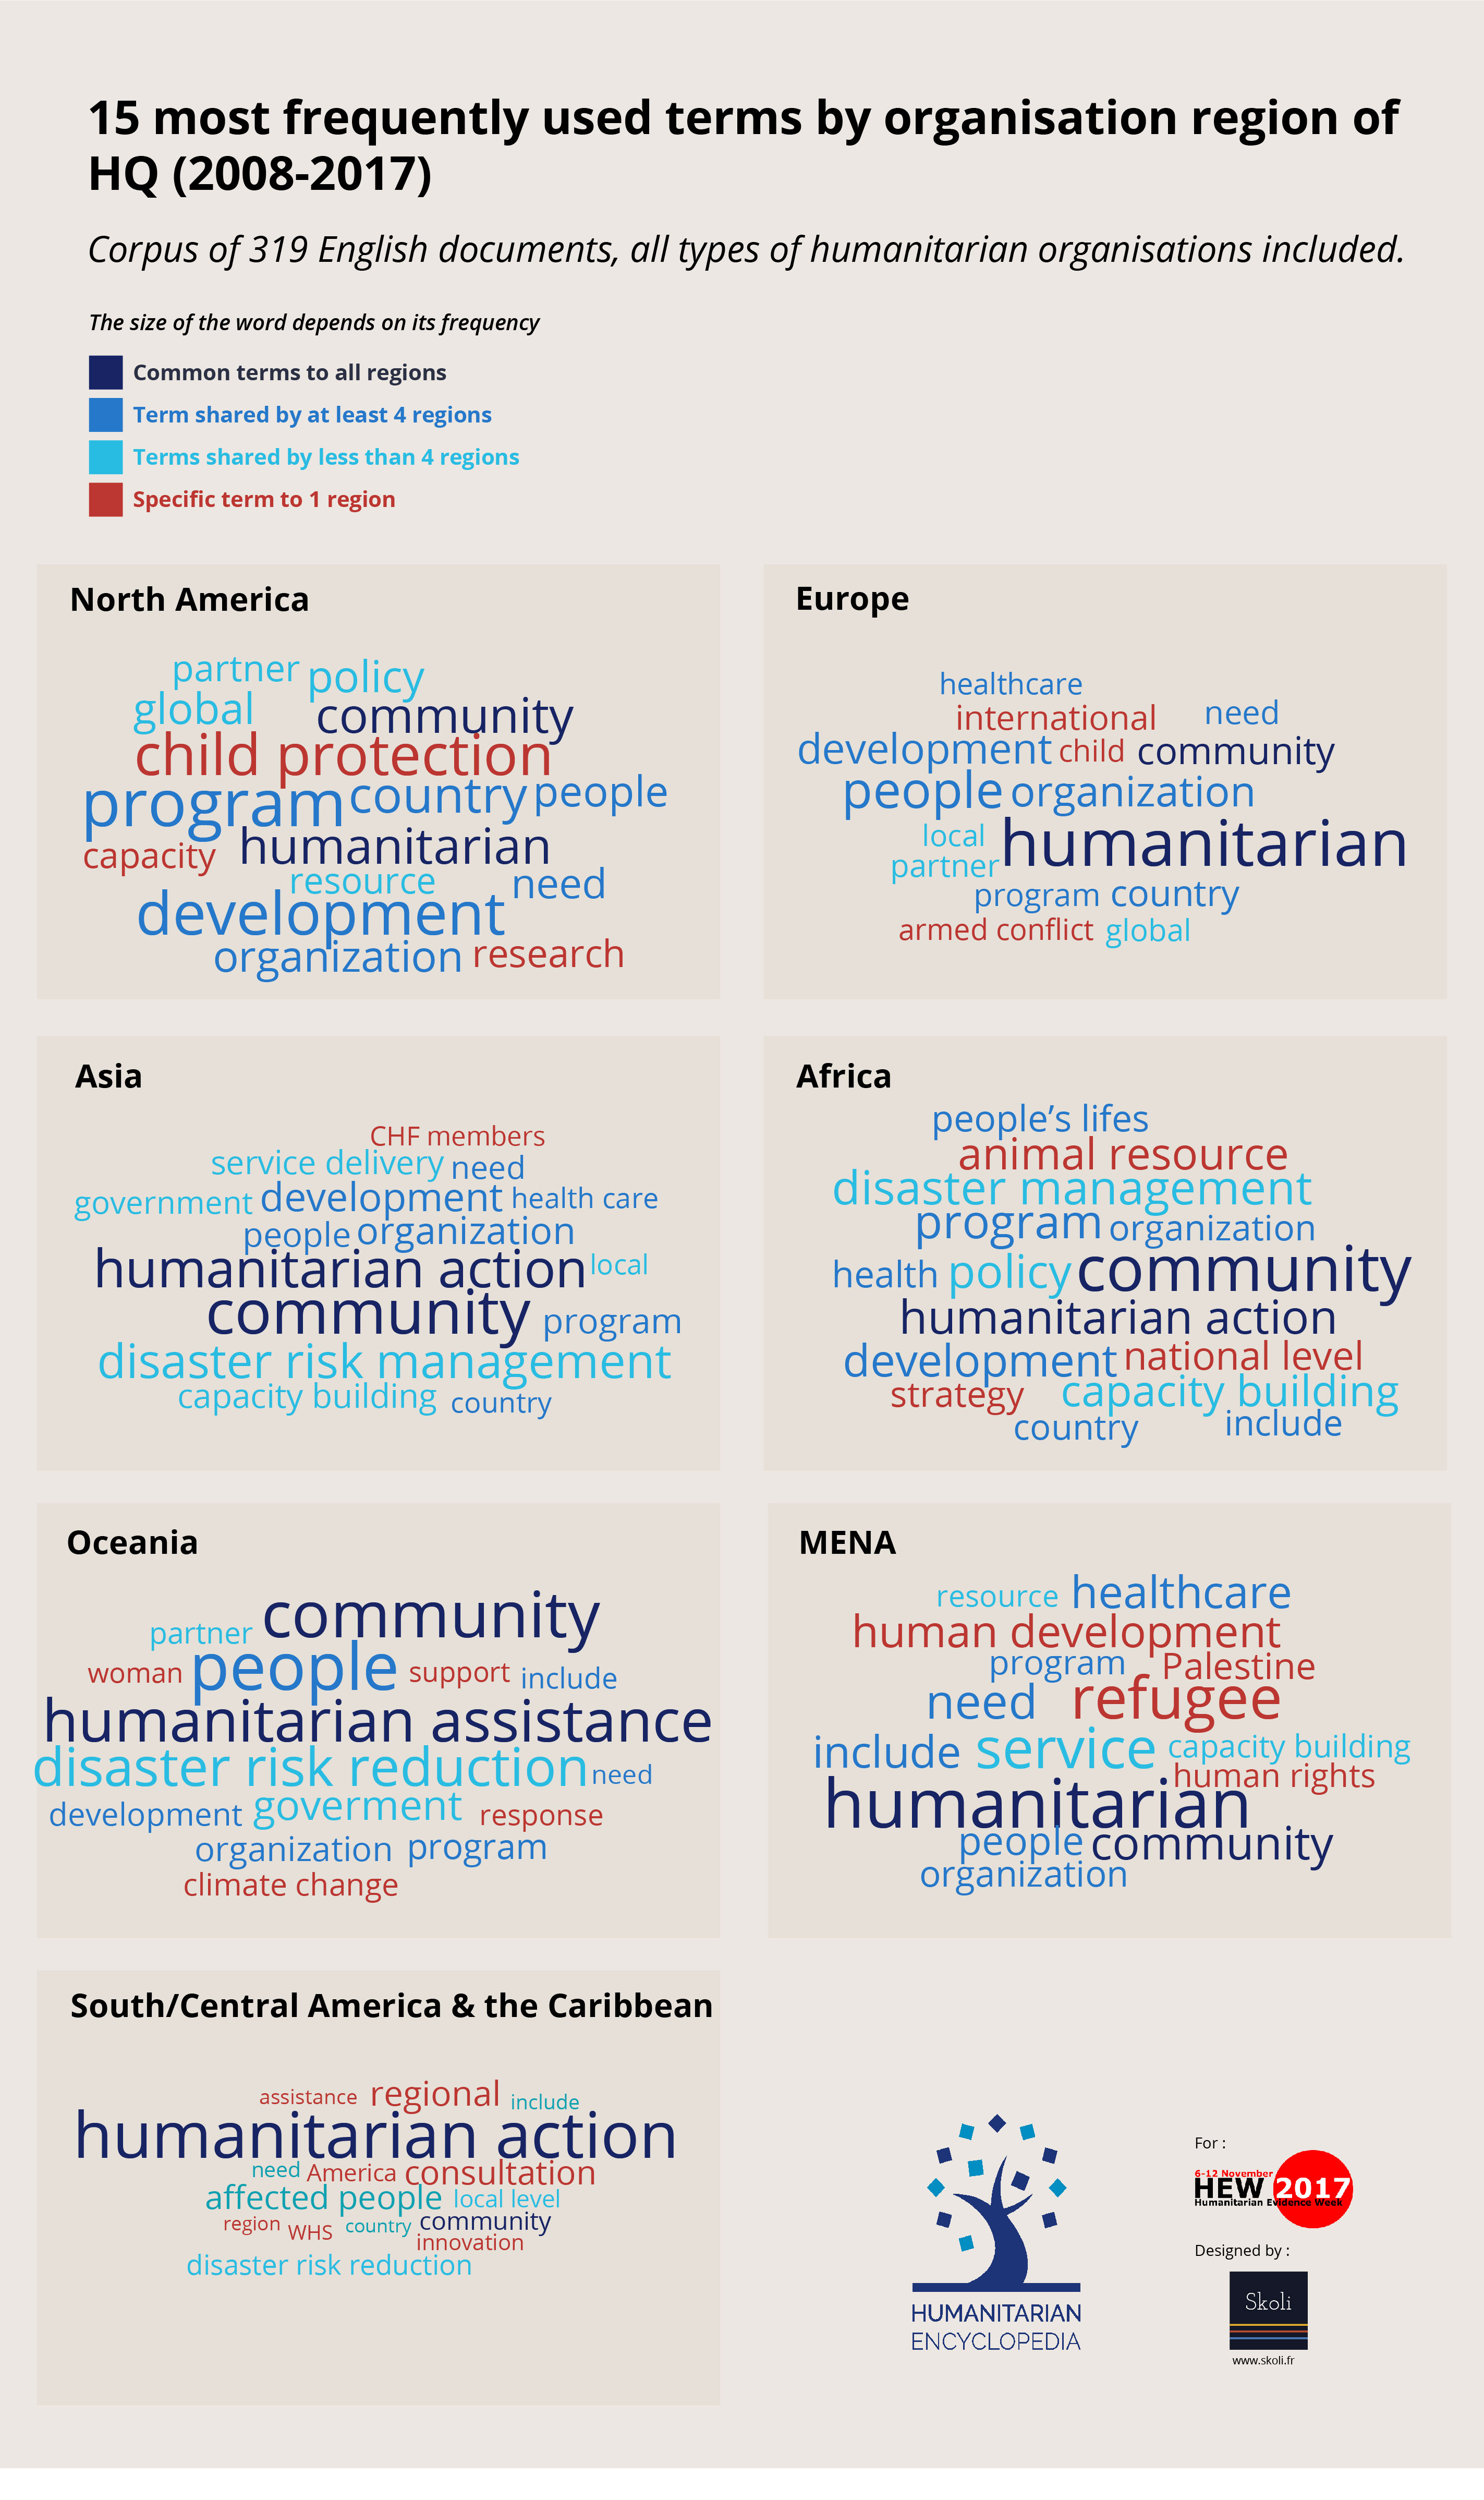 15 most frequently used terms by organisation region of
HQ (2008-2017)
Corpus of 319 English documents, all types of humanitarian organisations included.
The size of the word depends on its frequency
Common terms to all regions
Term shared by at least 4 regions
Terms shared by less than 4 regions
Specific term to 1 region
North America
partner policy
global community
child protection
program country people
capacity humanitarian
resource need
development
organization research
Europe
healthcare
international need
development child community
people organization
local humanitarian
partner
program country
armed conflict global
Asia
CHF members
service delivery need
government development health care
people organization
humanitarian action local
community program
disaster risk management
capacity building country
Africa
people's lifes
animal resource
disaster management
program organization
health policy community
humanitarian action
development national level
strategy capacity building
country include
Oceania
community
partner
woman people support include
humanitarian assistance
disaster risk reduction need
development goverment response
organization program
climate change
MENA
resource healthcare
human development
program Palestine
need refugee
include service capacity building
human rights
humanitarian
people community
organization
South/Central America & the Caribbean
assistance regional include
humanitarian action
need America consultation
affected people local level
region WHS country community
innovation
disaster risk reduction
HUMANITARIAN
ENCYCLOPEDIA
For :
6-12 November
HEW 2017
Humanitarian Evidence Week
Designed by :
Skoli
www.skoli.fr